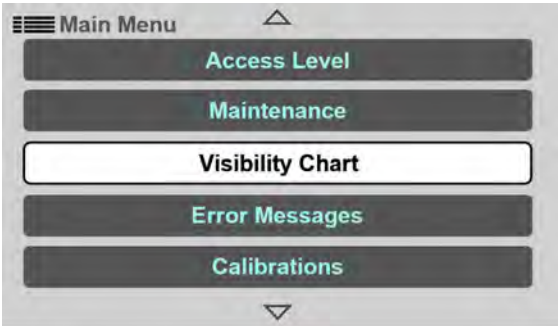 Main Menu
Access Level
Maintenance
Visibility Chart
Error Messages
Calibrations